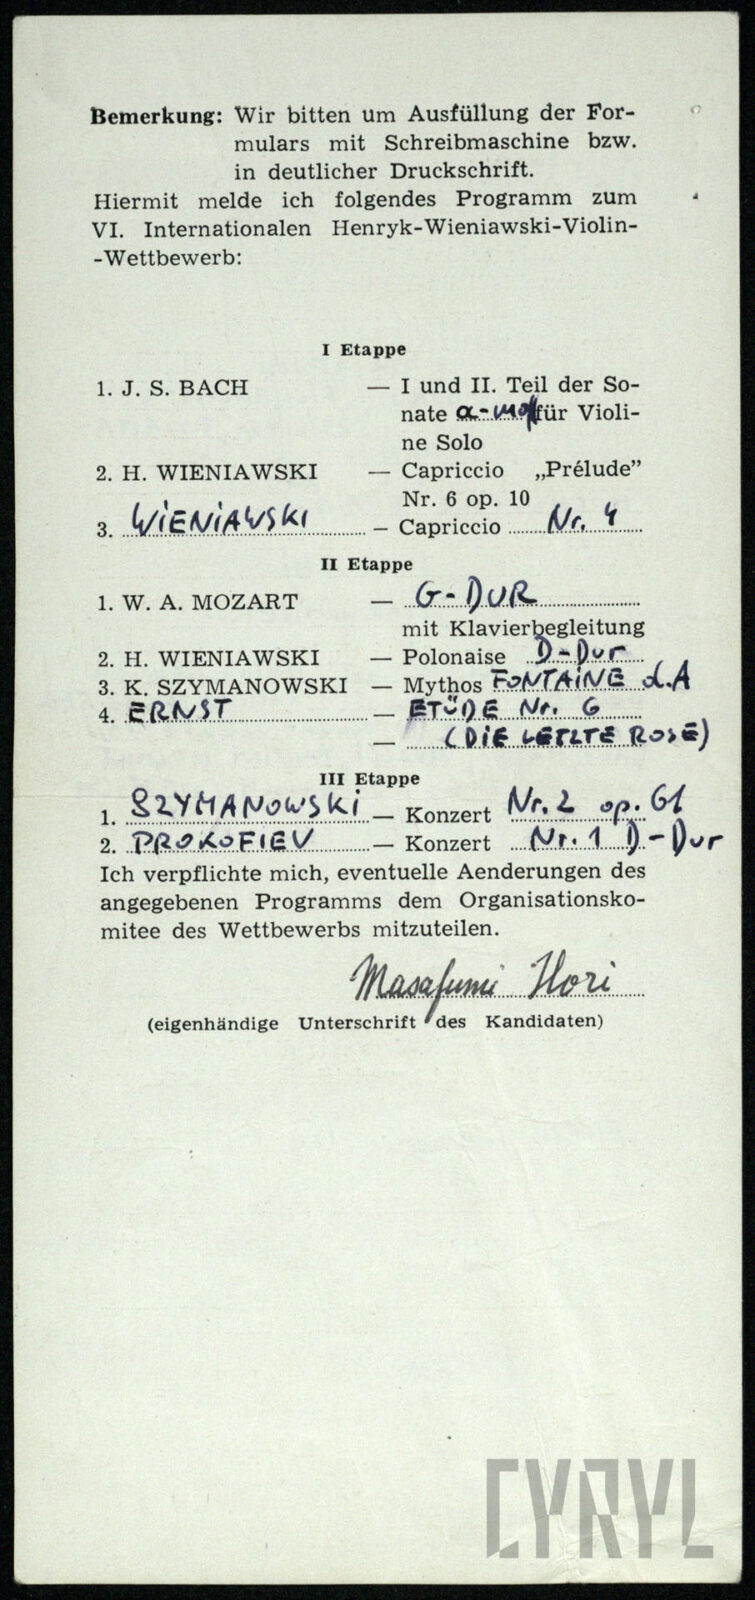 Bemerkung: Wir bitten um Ausfüllung der For-
mulars mit Schreibmaschine bzw.
in deutlicher Druckschrift.
Hiermit melde ich folgendes Programm zum
VI. Internationalen Henryk-Wieniawski-Violin-
-Wettbewerb:
I Etappe
1. J. S. BACH — I und II. Teil der So-
nate a-moll für Violi-
ne Solo
2. H. WIENIAWSKI — Capriccio „Prélude”
Nr. 6 op. 10
3. WIENIAWSKI — Capriccio Nr. 4
II Etappe
1. W. A. MOZART — G-DUR
mit Klavierbegleitung
2. H. WIENIAWSKI — Polonaise D-Dur
3. K. SZYMANOWSKI — Mythos FONTAINE d.A
4. ERNST — ETÜDE Nr. 6
— (DIE LETZTE ROSE)
III Etappe
1. SZYMANOWSKI — Konzert Nr. 2 op. 61
2. PROKOFIEV — Konzert Nr. 1 D-Dur
Ich verpflichte mich, eventuelle Aenderungen des
angegebenen Programms dem Organisationsko-
mitee des Wettbewerbs mitzuteilen.
Masafumi Hori
(eigenhändige Unterschrift des Kandidaten)
CYRYL